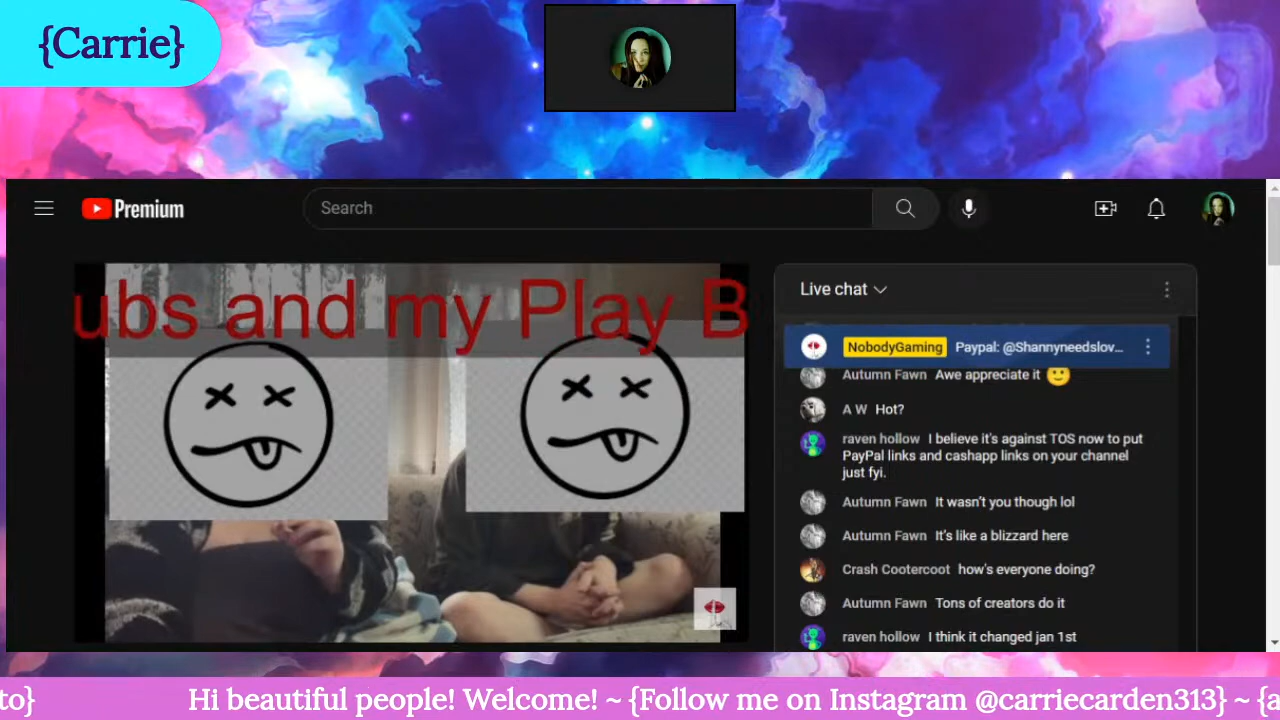 {Carrie}
Premium
Search
ubs and my Play B
Live chat
NobodyGaming Paypal: @Shannyneedslov...
Autumn Fawn Awe appreciate it
A W Hot?
raven hollow I believe it's against TOS now to put
PayPal links and cashapp links on your channel
just fyi.
Autumn Fawn It wasn't you though lol
Autumn Fawn It's like a blizzard here
Crash Cootercoot how's everyone doing?
Autumn Fawn Tons of creators do it
raven hollow I think it changed jan 1st
to} Hi beautiful people! Welcome! ~ {Follow me on Instagram @carriecarden313} ~ {a